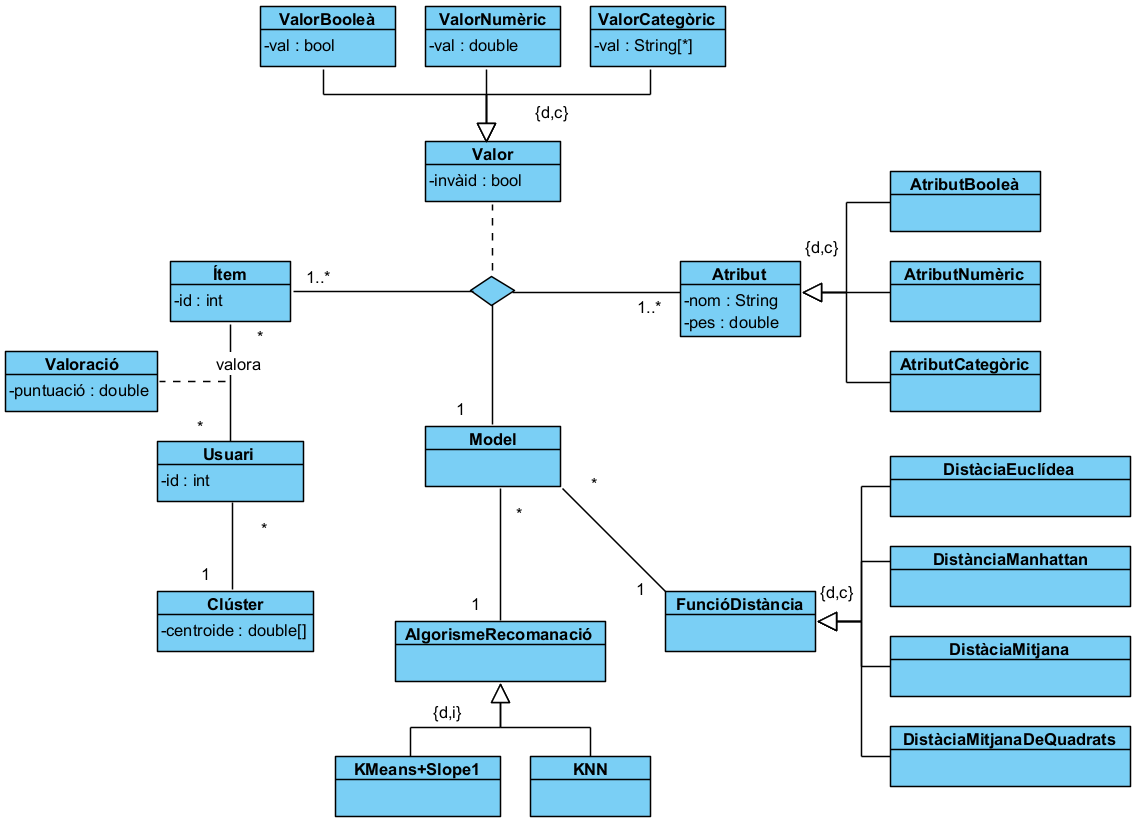 ValorBooleà
-val : bool
ValorNumèric
-val : double
ValorCategòric
-val : String[*]
{d,c}
Valor
-invàid : bool
AtributBooleà
{d,c}
Ítem
-id : int
1..*
1..*
Atribut
-nom : String
-pes : double
AtributNumèric
AtributCategòric
*
valora
Valoració
-puntuació : double
*
Usuari
-id : int
1
Model
*
1
Clúster
-centroide : double[]
*
1
AlgorismeRecomanació
*
1
FuncióDistància
{d,c}
DistàciaEuclídea
DistànciaManhattan
DistàciaMitjana
DistàciaMitjanaDeQuadrats
{d,i}
KMeans+Slope1
KNN